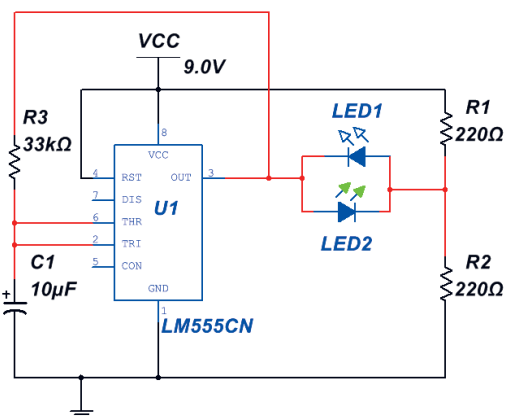 VCC
9.0V
R3
33kΩ
LED1
R1
220Ω
8
VCC
4
RST
OUT
3
7
DIS
U1
6
THR
2
TRI
LED2
5
CON
C1
10µF
+
R2
220Ω
GND
1
LM555CN